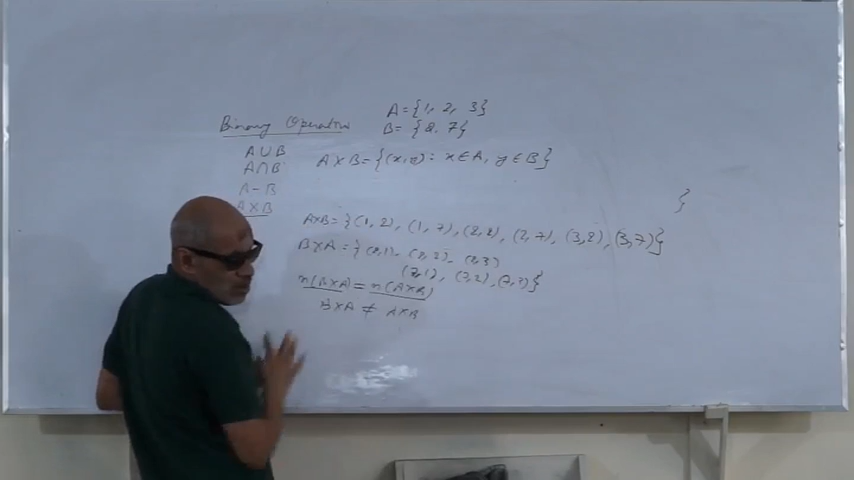 A = {1, 2, 3}
Binary Operation
B = {2, 7}
A ∪ B
A × B = {(x, y) : x ∈ A, y ∈ B}
A ∩ B
A - B
A × B
}
A×B = {(1, 2), (1, 7), (2, 2), (2, 7), (3, 2), (3, 7)}
B×A = {(2, 1), (2, 2), (2, 3)
(7, 1), (7, 2), (7, 3)}
n(B×A) = n(A×B)
B×A ≠ A×B